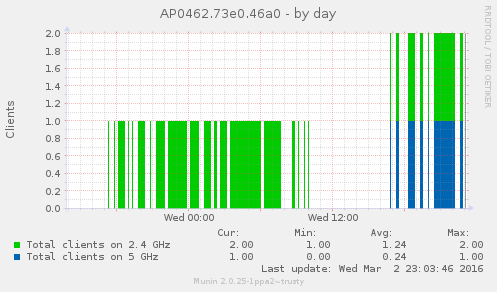 AP0462.73e0.46a0 - by day
RRDTOOL / TOBI OETIKER
Clients
2.0
1.8
1.6
1.4
1.2
1.0
0.8
0.6
0.4
0.2
0.0
Wed 00:00 Wed 12:00
Cur: Min: Avg: Max:
Total clients on 2.4 GHz 2.00 1.00 1.24 2.00
Total clients on 5 GHz 1.00 0.00 0.24 1.00
Last update: Wed Mar 2 23:03:46 2016
Munin 2.0.25-1ppa2~trusty